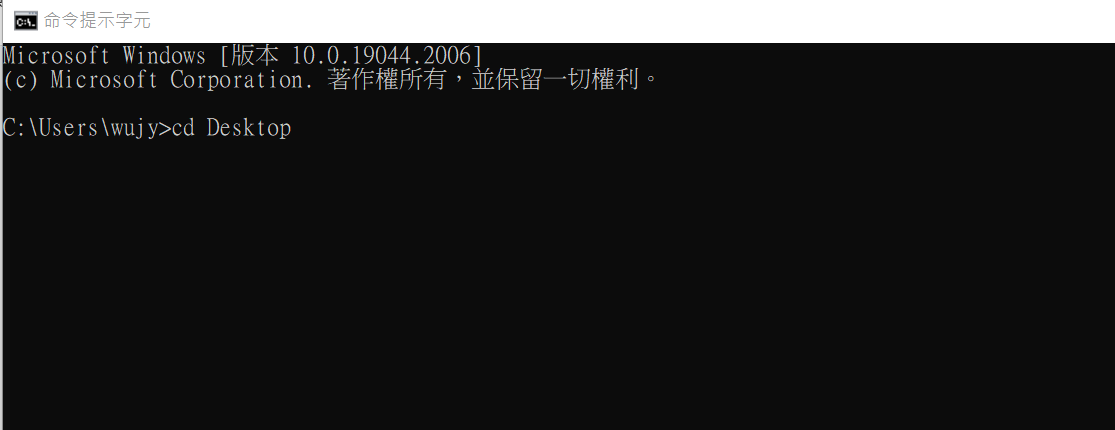 命令提示字元
Microsoft Windows [版本 10.0.19044.2006]
(c) Microsoft Corporation. 著作權所有，並保留一切權利。
C:\Users\wujy>cd Desktop